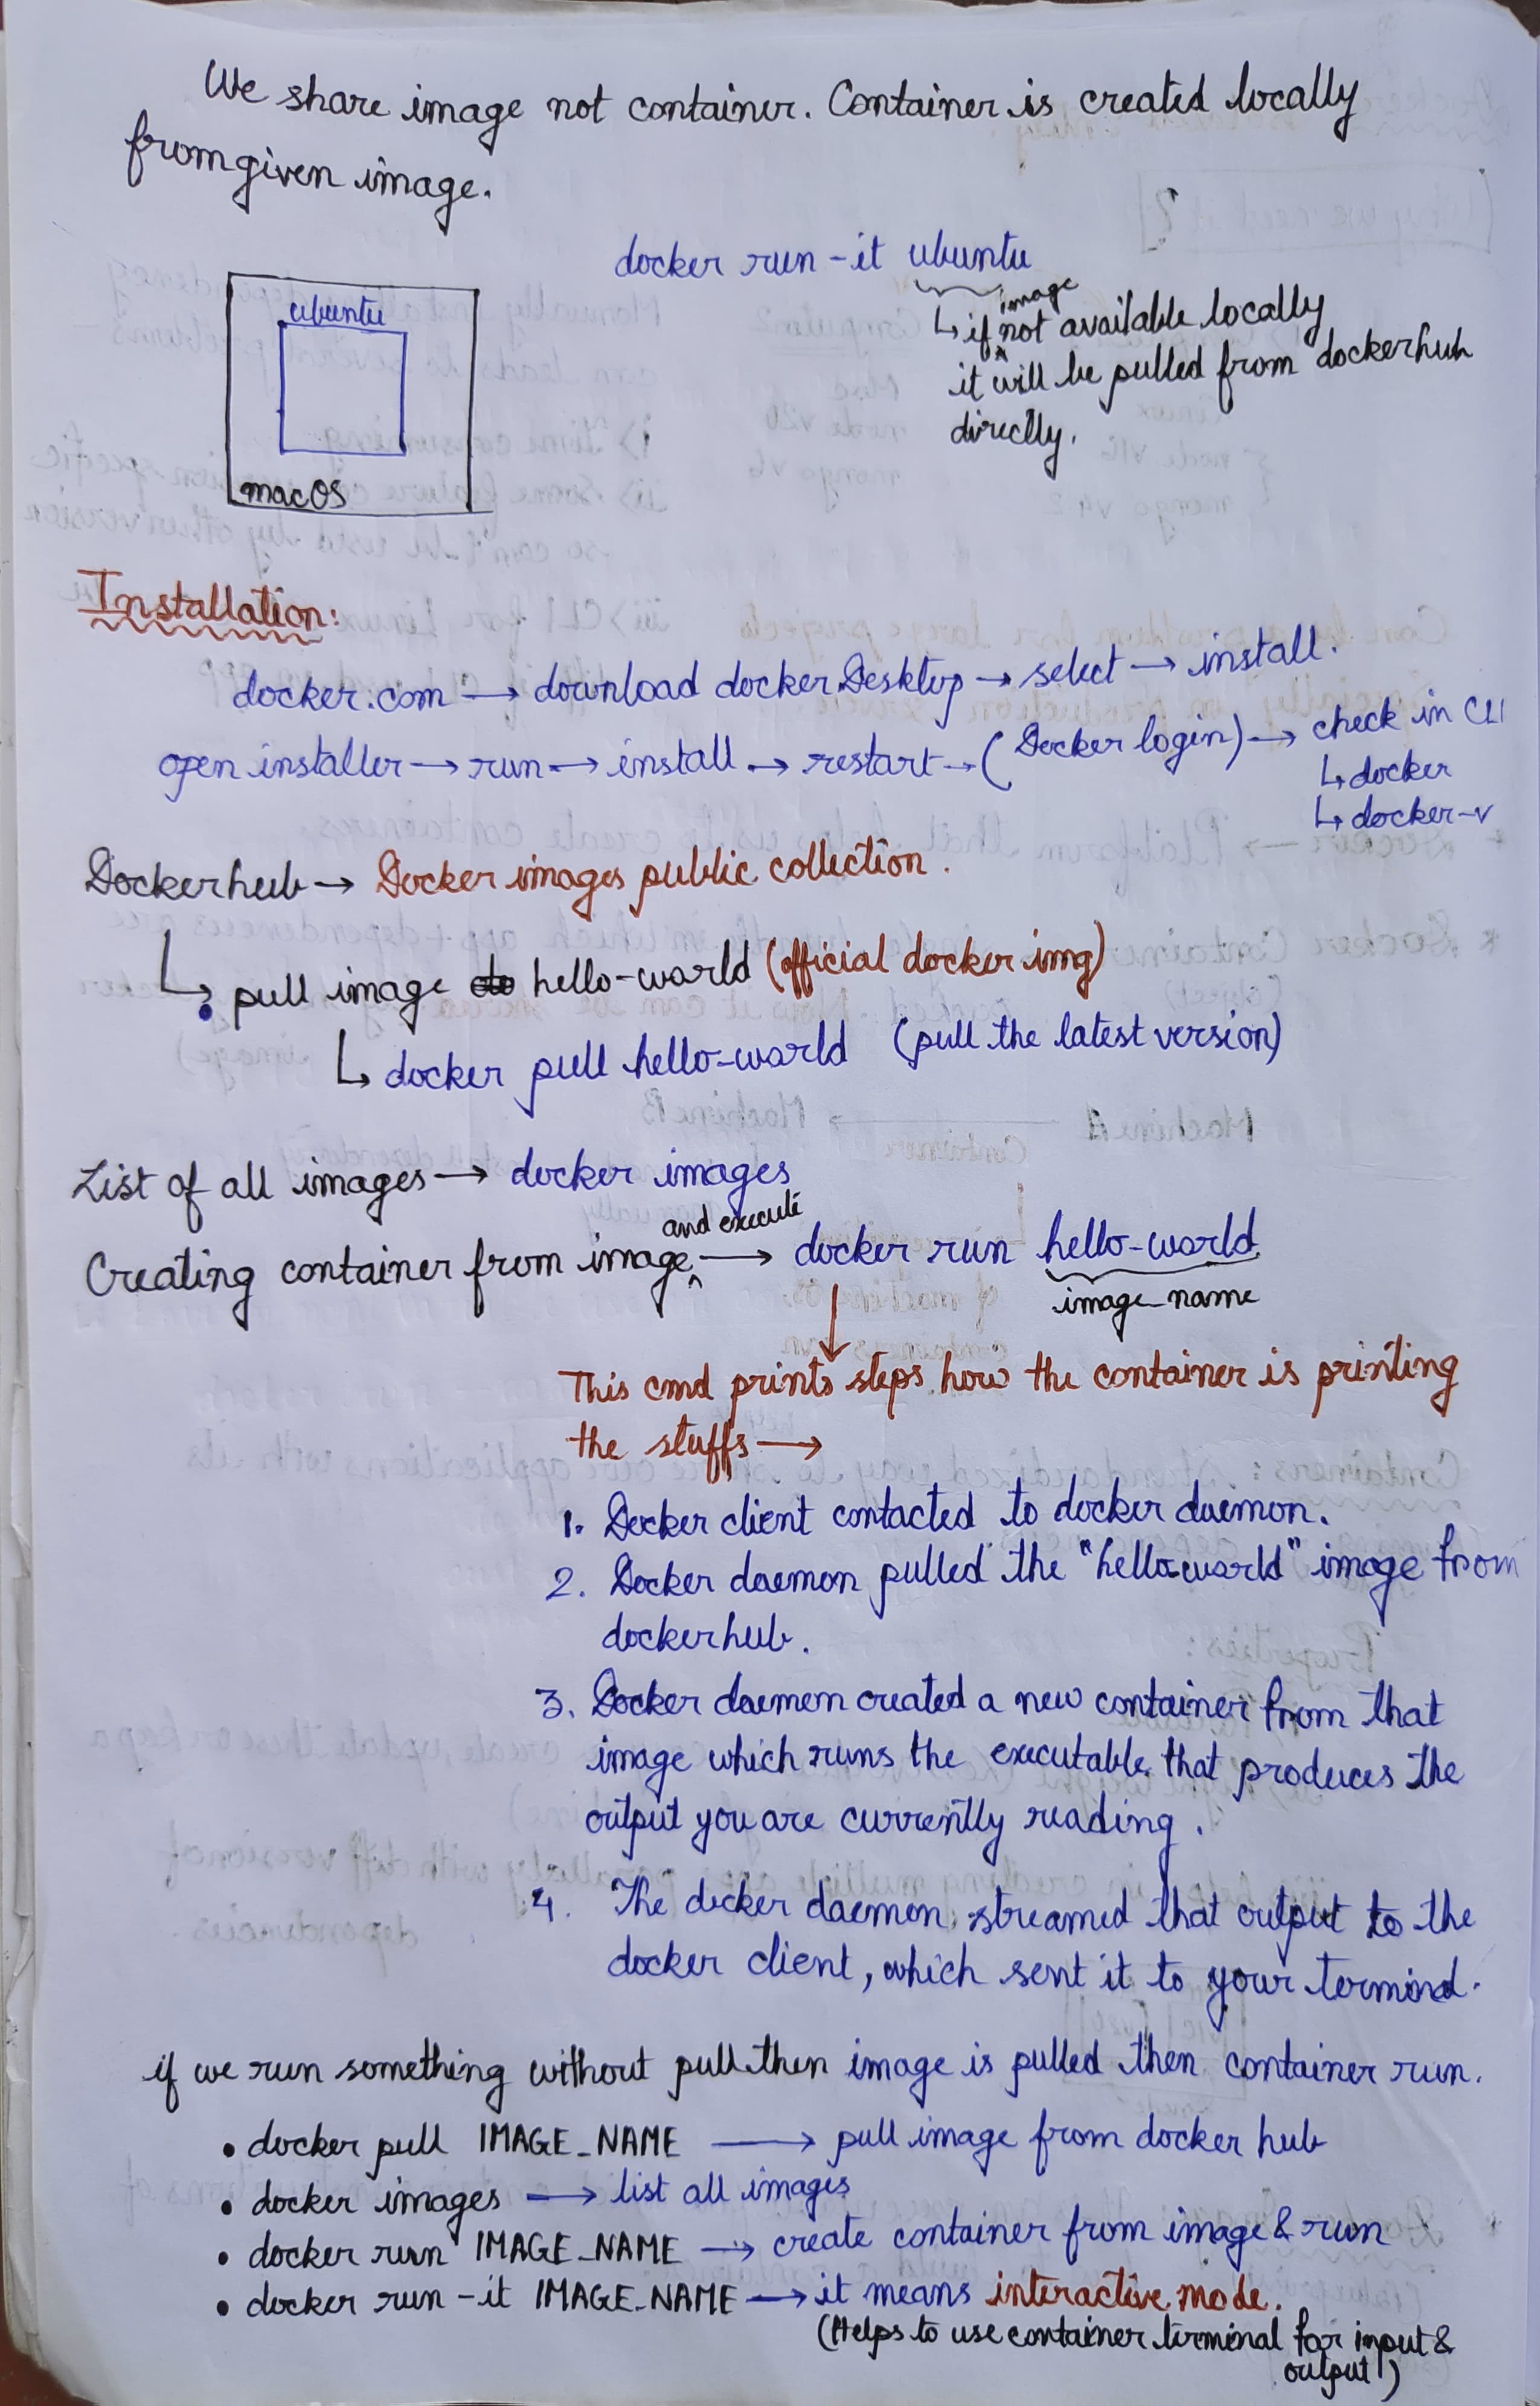 We share image not container. Container is created locally
from given image.
docker run -it ubuntu
image
↳ if ^ not available locally
it will be pulled from dockerhub
directly.
ubuntu
macOS
Installation:
docker.com → download docker Desktop → select → install.
open installer → run → install → restart → (Docker login) → check in CLI
↳ docker
↳ docker -v
Dockerhub → Docker images public collection.
↳ pull image hello-world (official docker img)
↳ docker pull hello-world (pull the latest version)
List of all images → docker images
and execute
Creating container from image ^ → docker run hello-world
image_name
↓
This cmd prints steps how the container is printing
the stuffs →
1. Docker client contacted to docker daemon.
2. Docker daemon pulled the "hello-world" image from
dockerhub.
3. Docker daemon created a new container from that
image which runs the executable that produces the
output you are currently reading.
4. The docker daemon streamed that output to the
docker client, which sent it to your terminal.
if we run something without pull then image is pulled then container run.
• docker pull IMAGE_NAME → pull image from docker hub
• docker images → list all images
• docker run IMAGE_NAME → create container from image & run
• docker run -it IMAGE_NAME → it means interactive mode.
(Helps to use container terminal for input &
output)